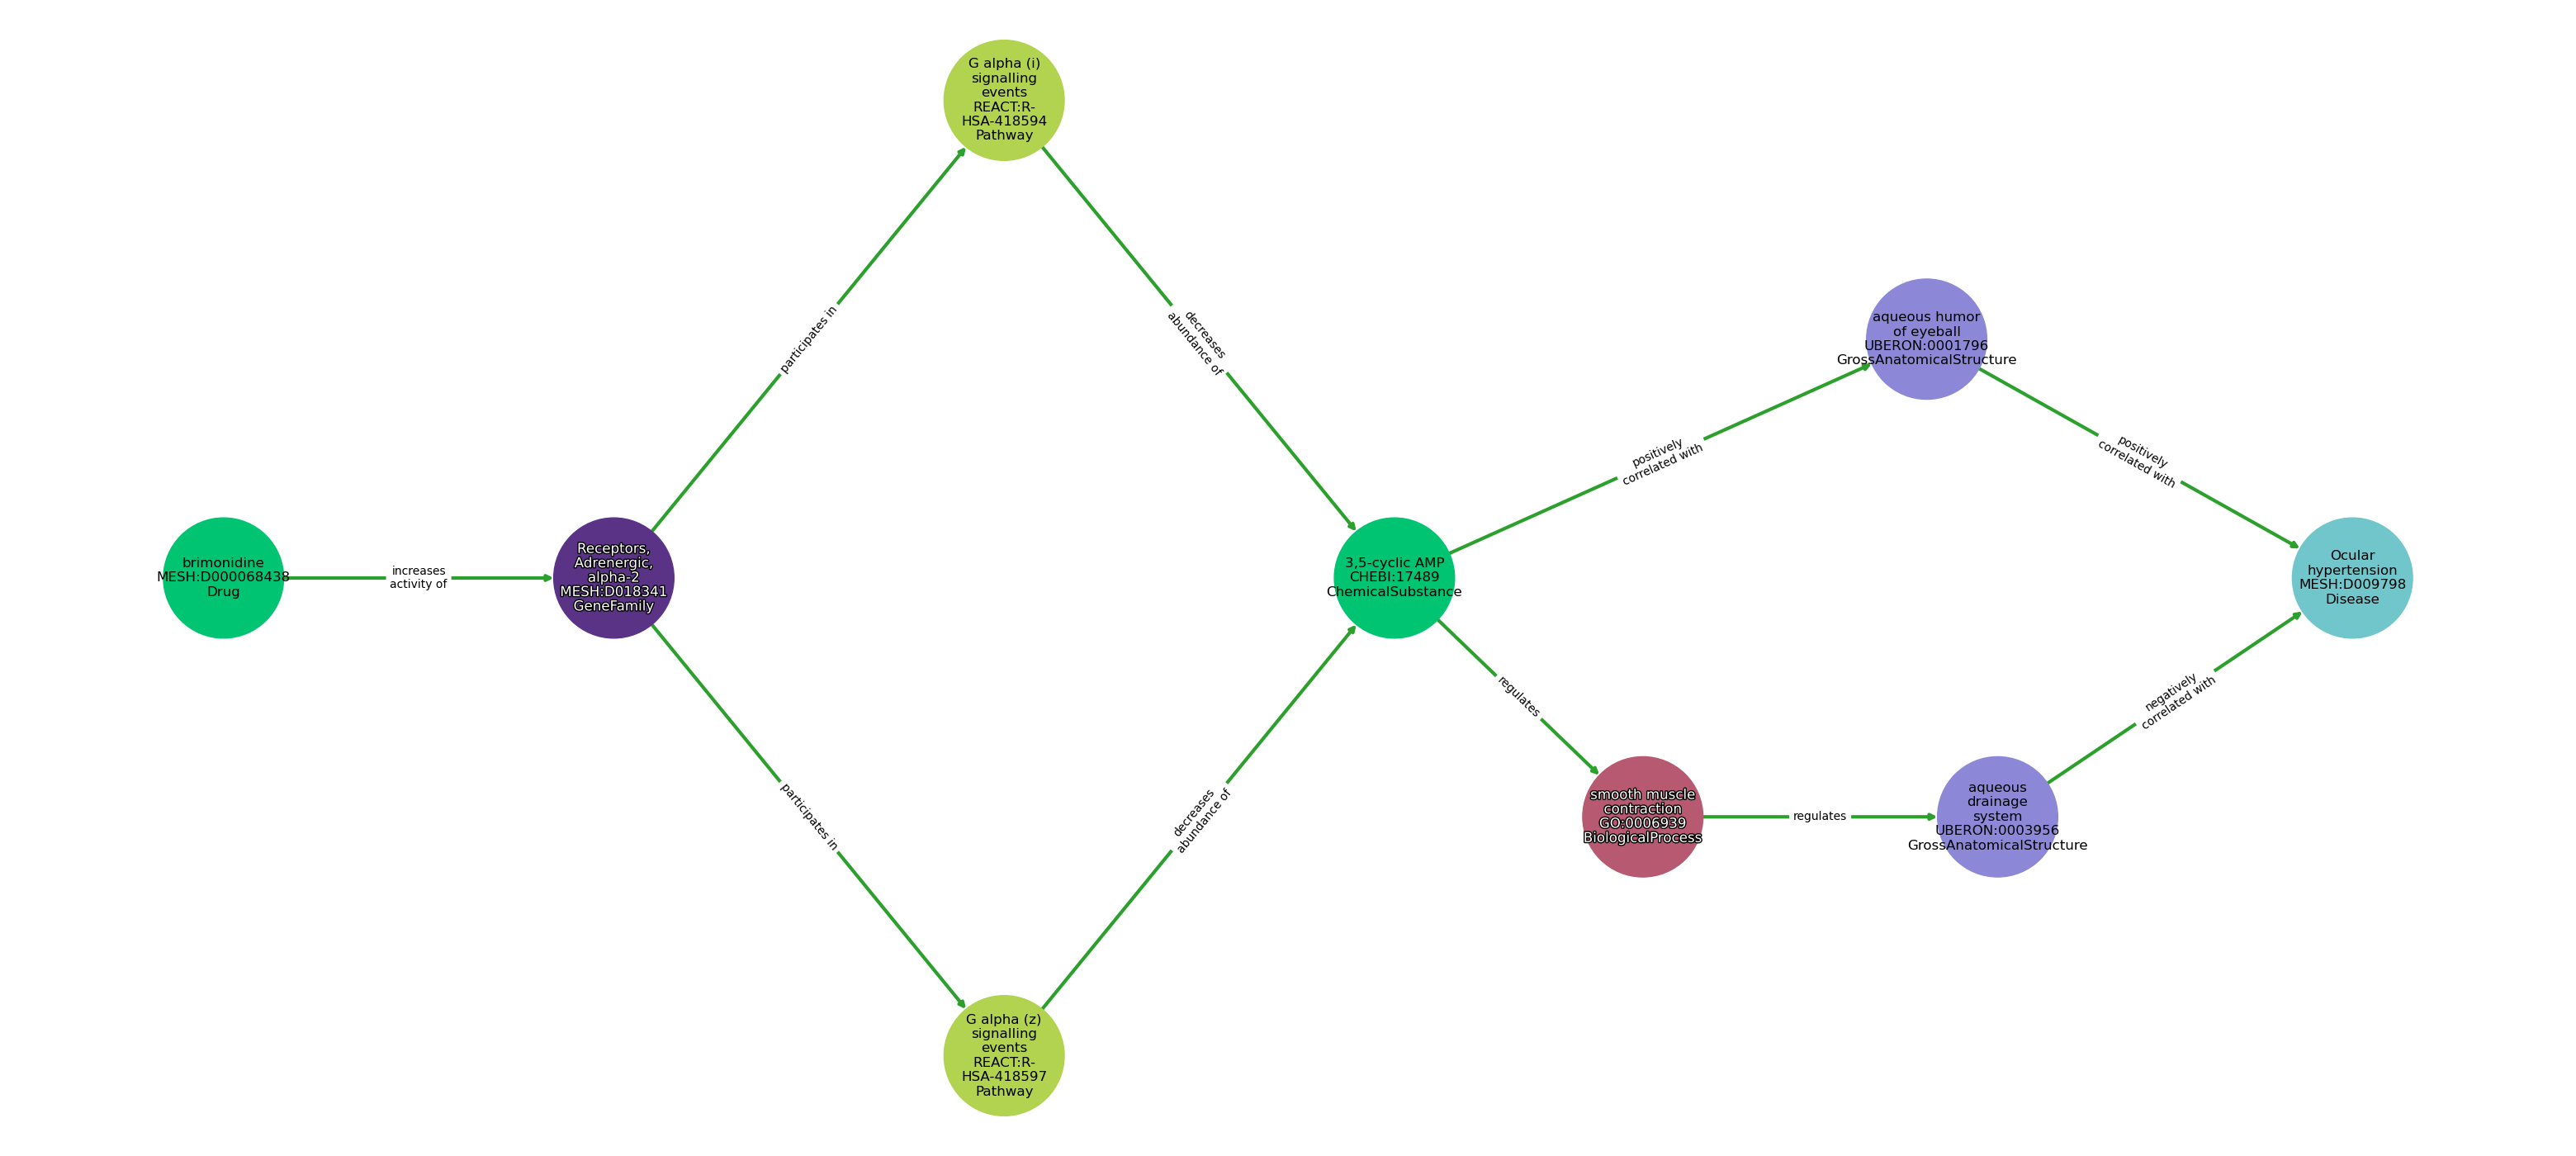 G alpha (i)
signalling
events
REACT:R-
HSA-418594
Pathway
participates in
decreases
abundance of
aqueous humor
of eyeball
UBERON:0001796
GrossAnatomicalStructure
positively
correlated with
positively
correlated with
brimonidine
MESH:D000068438
Drug
increases
activity of
Receptors,
Adrenergic,
alpha-2
MESH:D018341
GeneFamily
3,5-cyclic AMP
CHEBI:17489
ChemicalSubstance
Ocular
hypertension
MESH:D009798
Disease
regulates
negatively
correlated with
smooth muscle
contraction
GO:0006939
BiologicalProcess
regulates
aqueous
drainage
system
UBERON:0003956
GrossAnatomicalStructure
participates in
decreases
abundance of
G alpha (z)
signalling
events
REACT:R-
HSA-418597
Pathway